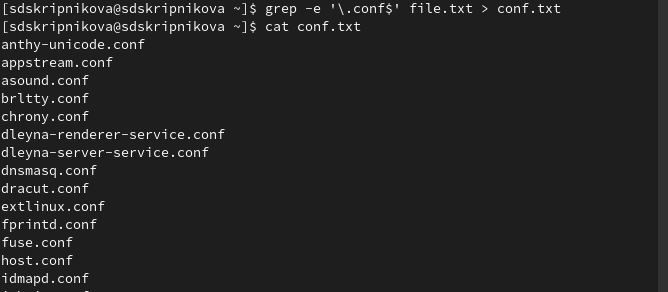 [sdskripnikova@sdskripnikova ~]$ grep -e '\.conf$' file.txt > conf.txt
[sdskripnikova@sdskripnikova ~]$ cat conf.txt
anthy-unicode.conf
appstream.conf
asound.conf
brltty.conf
chrony.conf
dleyna-renderer-service.conf
dleyna-server-service.conf
dnsmasq.conf
dracut.conf
extlinux.conf
fprintd.conf
fuse.conf
host.conf
idmapd.conf